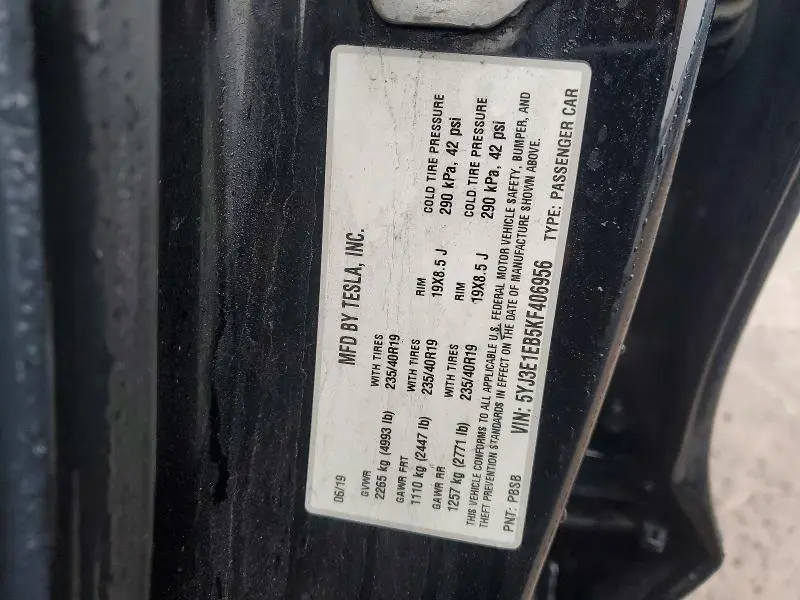 MFD BY TESLA, INC.
06/19
GVWR WITH TIRES
2265 kg (4993 lb) 235/40R19
GAWR FRT WITH TIRES RIM COLD TIRE PRESSURE
1110 kg (2447 lb) 235/40R19 19X8.5 J 290 kPa, 42 psi
GAWR RR WITH TIRES RIM COLD TIRE PRESSURE
1257 kg (2771 lb) 235/40R19 19X8.5 J 290 kPa, 42 psi
THIS VEHICLE CONFORMS TO ALL APPLICABLE U.S. FEDERAL MOTOR VEHICLE SAFETY, BUMPER, AND
THEFT PREVENTION STANDARDS IN EFFECT ON THE DATE OF MANUFACTURE SHOWN ABOVE.
PNT: PBSB VIN: 5YJ3E1EB5KF406956 TYPE: PASSENGER CAR